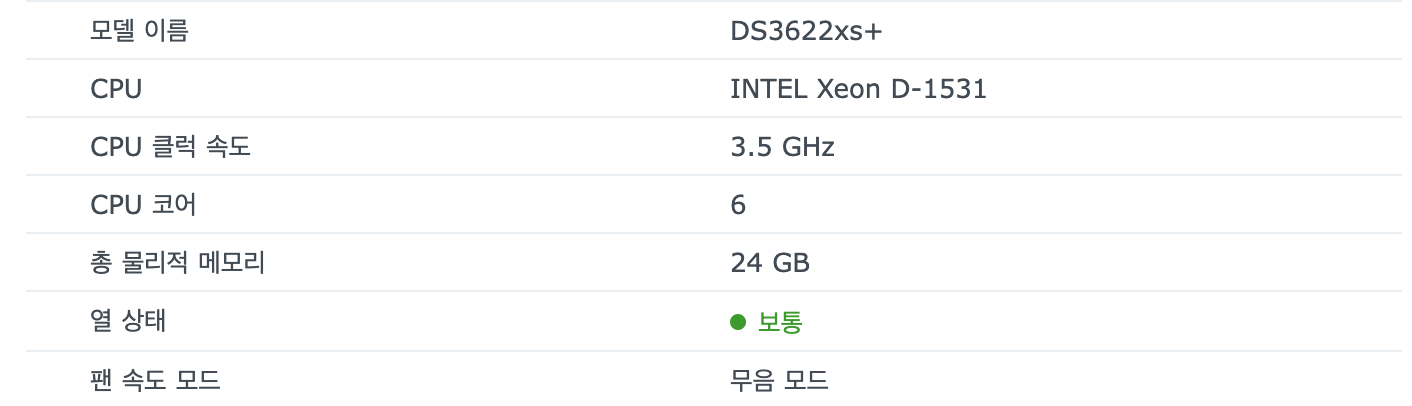 모델 이름 DS3622xs+
CPU INTEL Xeon D-1531
CPU 클럭 속도 3.5 GHz
CPU 코어 6
총 물리적 메모리 24 GB
열 상태 보통
팬 속도 모드 무음 모드